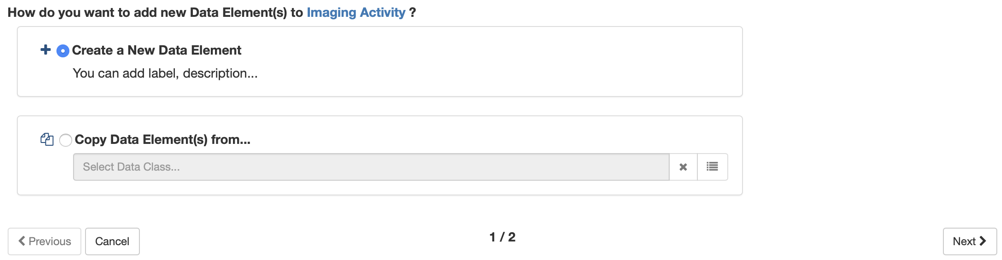 How do you want to add new Data Element(s) to Imaging Activity ?
Create a New Data Element
You can add label, description...
Copy Data Element(s) from...
Select Data Class...
Previous Cancel 1 / 2 Next